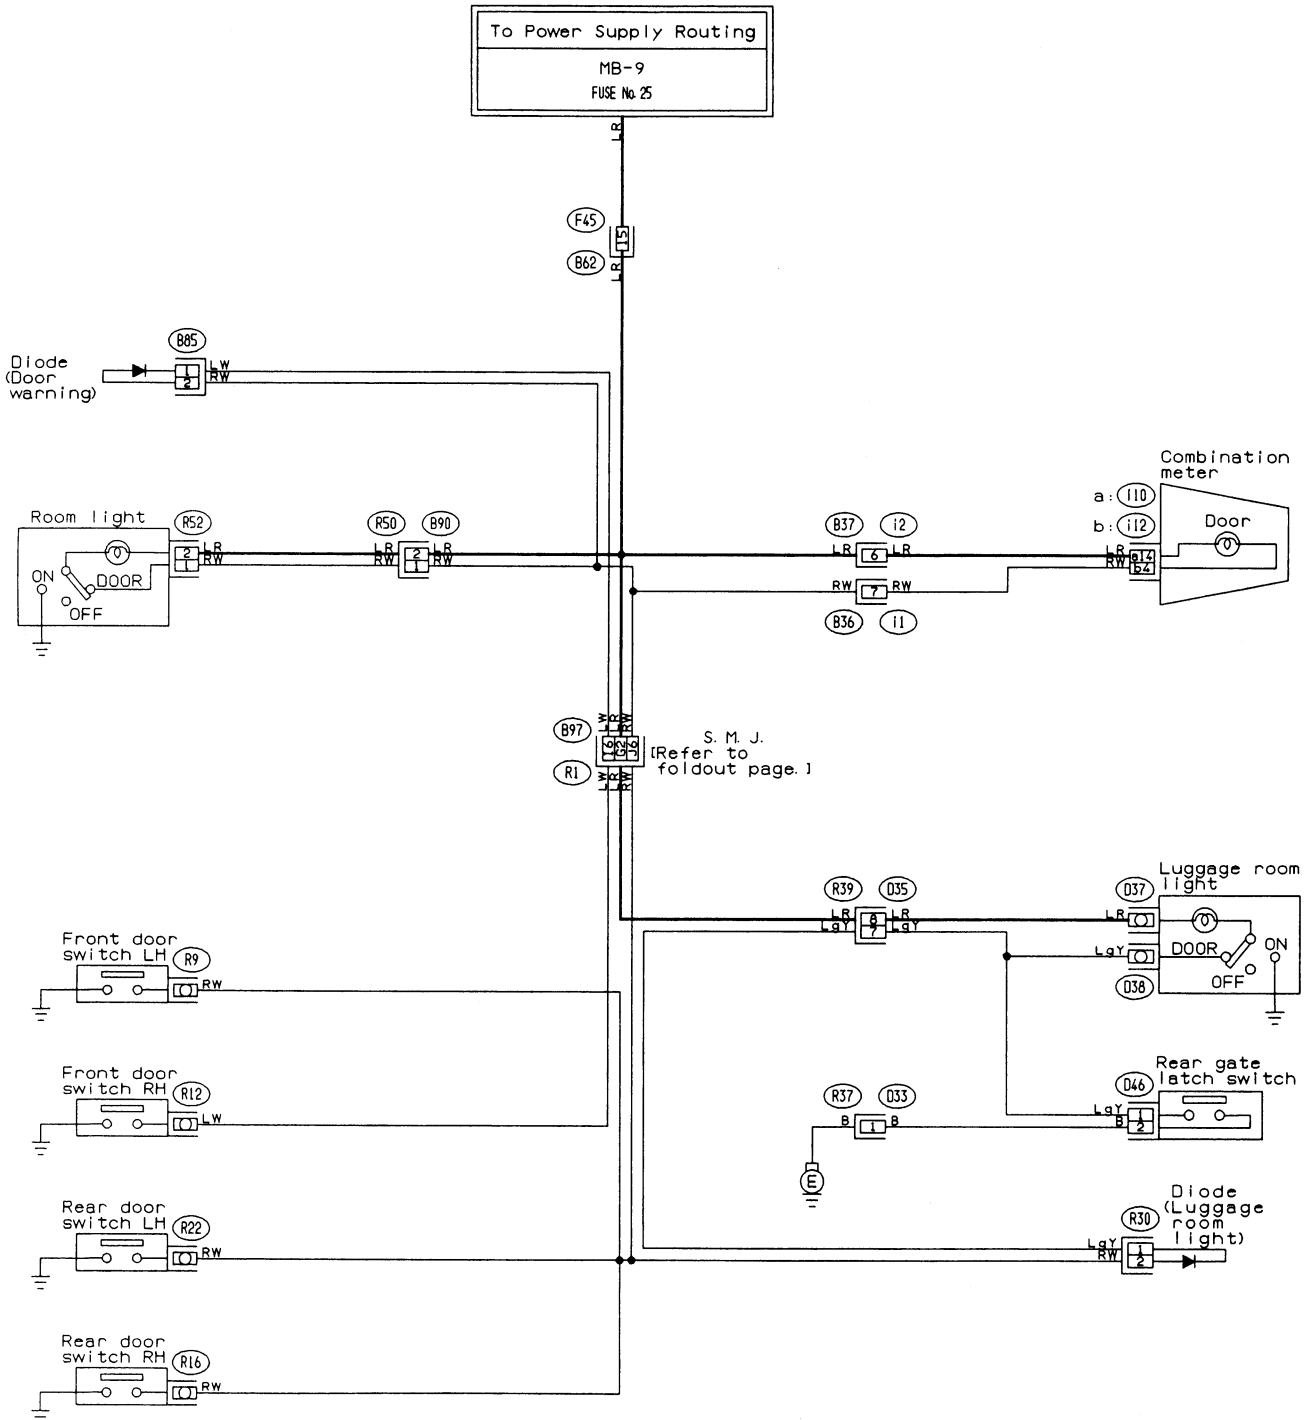 To Power Supply Routing
MB-9
FUSE No. 25
LR
F45
15
B62
LR
B85
Diode
(Door
warning)
1
2
LW
RW
Combination
meter
a: i10
b: i12
Door
Room light
R52
R50
B90
B37
i2
2
1
LR
RW
LR
RW
2
1
LR
RW
LR
6
LR
LR
RW
a14
b4
ON
DOOR
OFF
RW
7
RW
B36
i1
LW
LR
RW
B97
I6
G2
J6
S. M. J.
[Refer to
foldout page.]
R1
LW
LR
RW
Luggage room
light
R39
D35
D37
LR
LgY
8
7
LR
LgY
LR
LgY
DOOR
ON
OFF
D38
Front door
switch LH
R9
RW
Front door
switch RH
R12
LW
Rear gate
latch switch
D46
R37
D33
LgY
B
1
2
B
1
B
E
Rear door
switch LH
R22
RW
Diode
(Luggage
room
light)
R30
LgY
RW
1
2
Rear door
switch RH
R16
RW